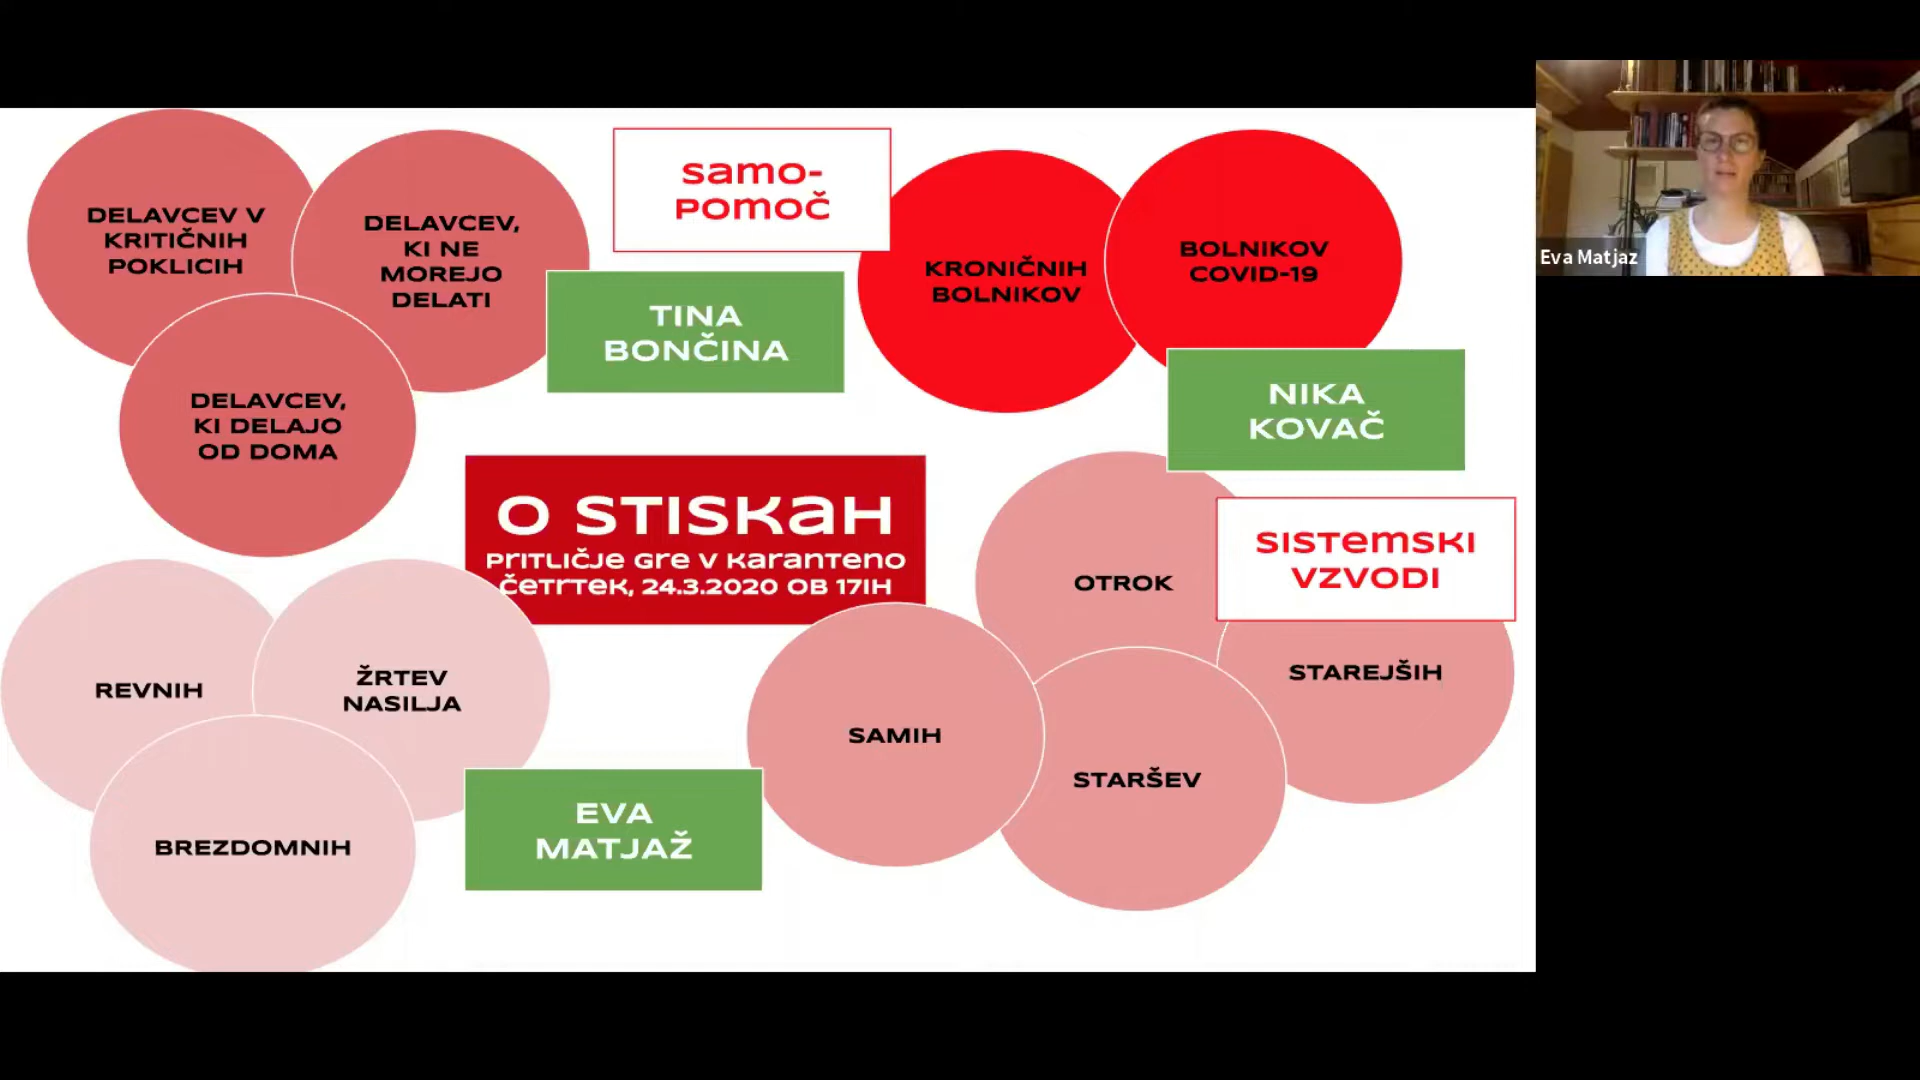 DELAVCEV V
KRITIČNIH
POKLICIH
DELAVCEV,
KI NE
MOREJO
DELATI
DELAVCEV,
KI DELAJO
OD DOMA
samo-
pomoč
TINA
BONČINA
KRONIČNIH
BOLNIKOV
BOLNIKOV
COVID-19
NIKA
KOVAČ
O STISKAH
PRITLIČJE GRE V KARANTENO
ČETRTEK, 24.3.2020 OB 17IH
OTROK
SISTEMSKI
VZVODI
STAREJŠIH
SAMIH
STARŠEV
REVNIH
ŽRTEV
NASILJA
BREZDOMNIH
EVA
MATJAŽ
Eva Matjaz